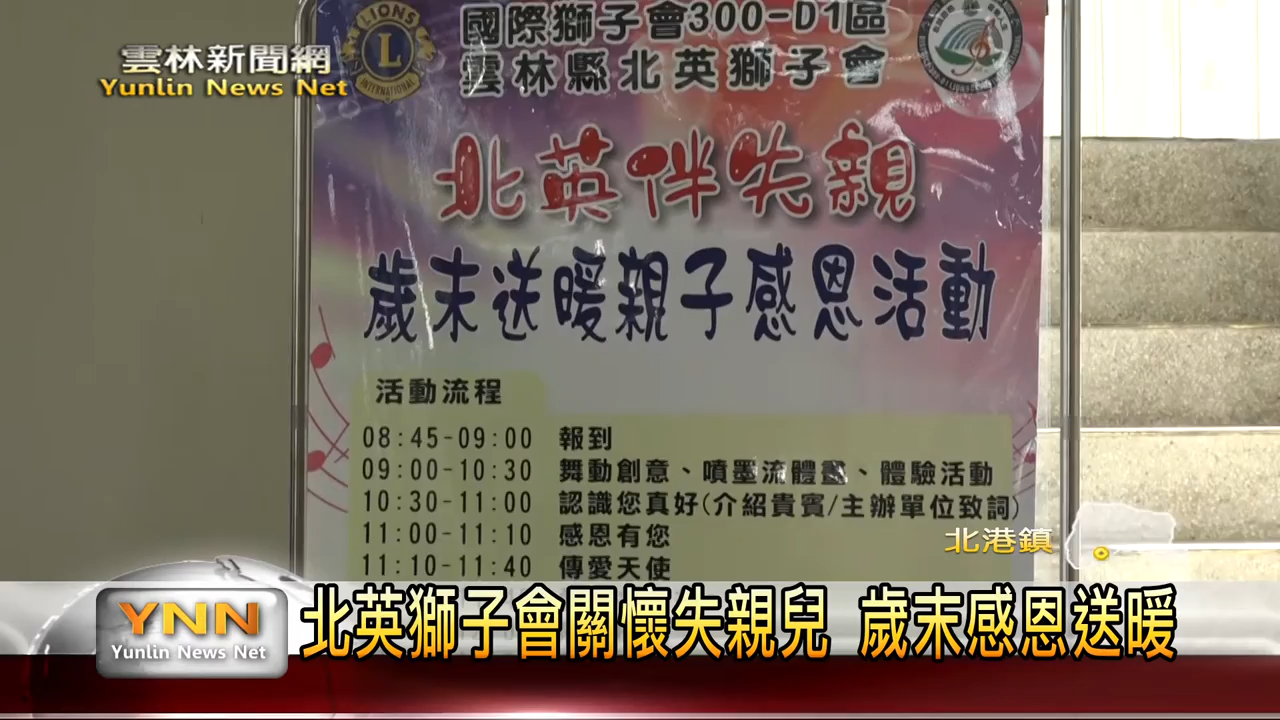 雲林新聞網
Yunlin News Net
LIONS
L
INTERNATIONAL
國際獅子會300-D1區
雲林縣北英獅子會
北英伴失親
歲末送暖親子感恩活動
活動流程
08:45-09:00 報到
09:00-10:30 舞動創意、噴墨流體畫、體驗活動
10:30-11:00 認識您真好(介紹貴賓/主辦單位致詞)
11:00-11:10 感恩有您
11:10-11:40 傳愛天使
北港鎮
YNN
Yunlin News Net
北英獅子會關懷失親兒 歲末感恩送暖